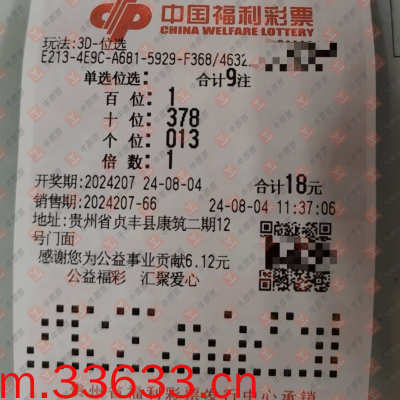 中国福利彩票
CHINA WELFARE LOTTERY
玩法:3D-位选
E213-4E9C-A681-5929-F368/4632
单选位选: 合计9注
百位: 1
十位: 378
个位: 013
倍数: 1
开奖期:2024207 24-08-04 合计18元
销售期:2024207-66 24-08-04 11:37:06
地址:贵州省贞丰县康筑二期12
号门面
感谢您为公益事业贡献6.12元
公益福彩 汇聚爱心
m.33633.cn
中心承销